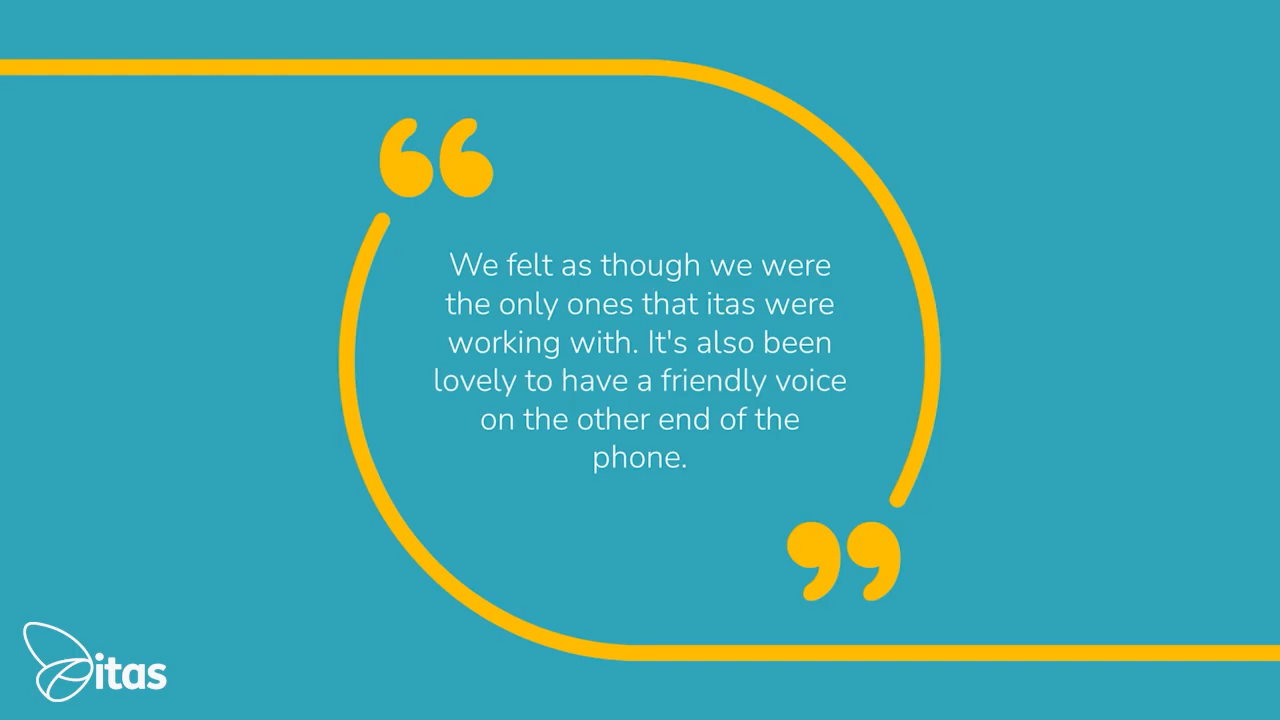 We felt as though we were
the only ones that itas were
working with. It's also been
lovely to have a friendly voice
on the other end of the
phone.
itas